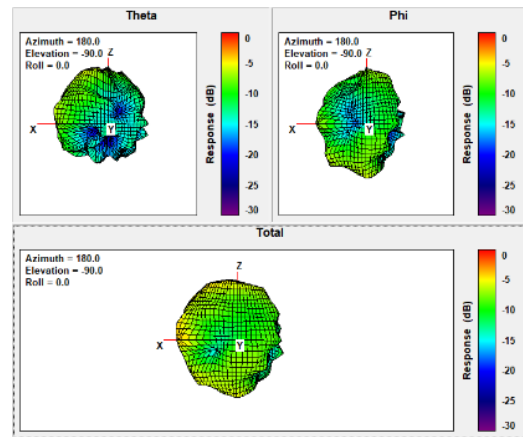 Theta
Azimuth = 180.0
Elevation = -90.0
Roll = 0.0
Z
X
Y
0
-5
-10
-15
-20
-25
-30
Response (dB)
Phi
Azimuth = 180.0
Elevation = -90.0
Roll = 0.0
Z
X
Y
0
-5
-10
-15
-20
-25
-30
Response (dB)
Total
Azimuth = 180.0
Elevation = -90.0
Roll = 0.0
Z
X
Y
0
-5
-10
-15
-20
-25
-30
Response (dB)